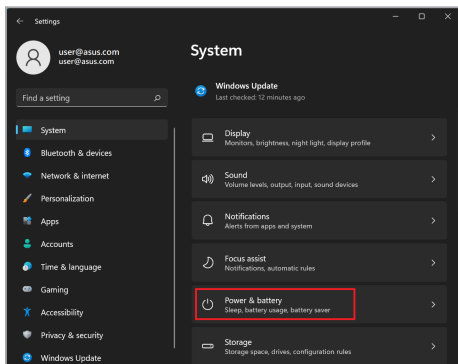 Settings
user@asus.com
user@asus.com
Find a setting
System
Bluetooth & devices
Network & internet
Personalization
Apps
Accounts
Time & language
Gaming
Accessibility
Privacy & security
Windows Update
System
Windows Update
Last checked: 12 minutes ago
Display
Monitors, brightness, night light, display profile
Sound
Volume levels, output, input, sound devices
Notifications
Alerts from apps and system
Focus assist
Notifications, automatic rules
Power & battery
Sleep, battery usage, battery saver
Storage
Storage space, drives, configuration rules